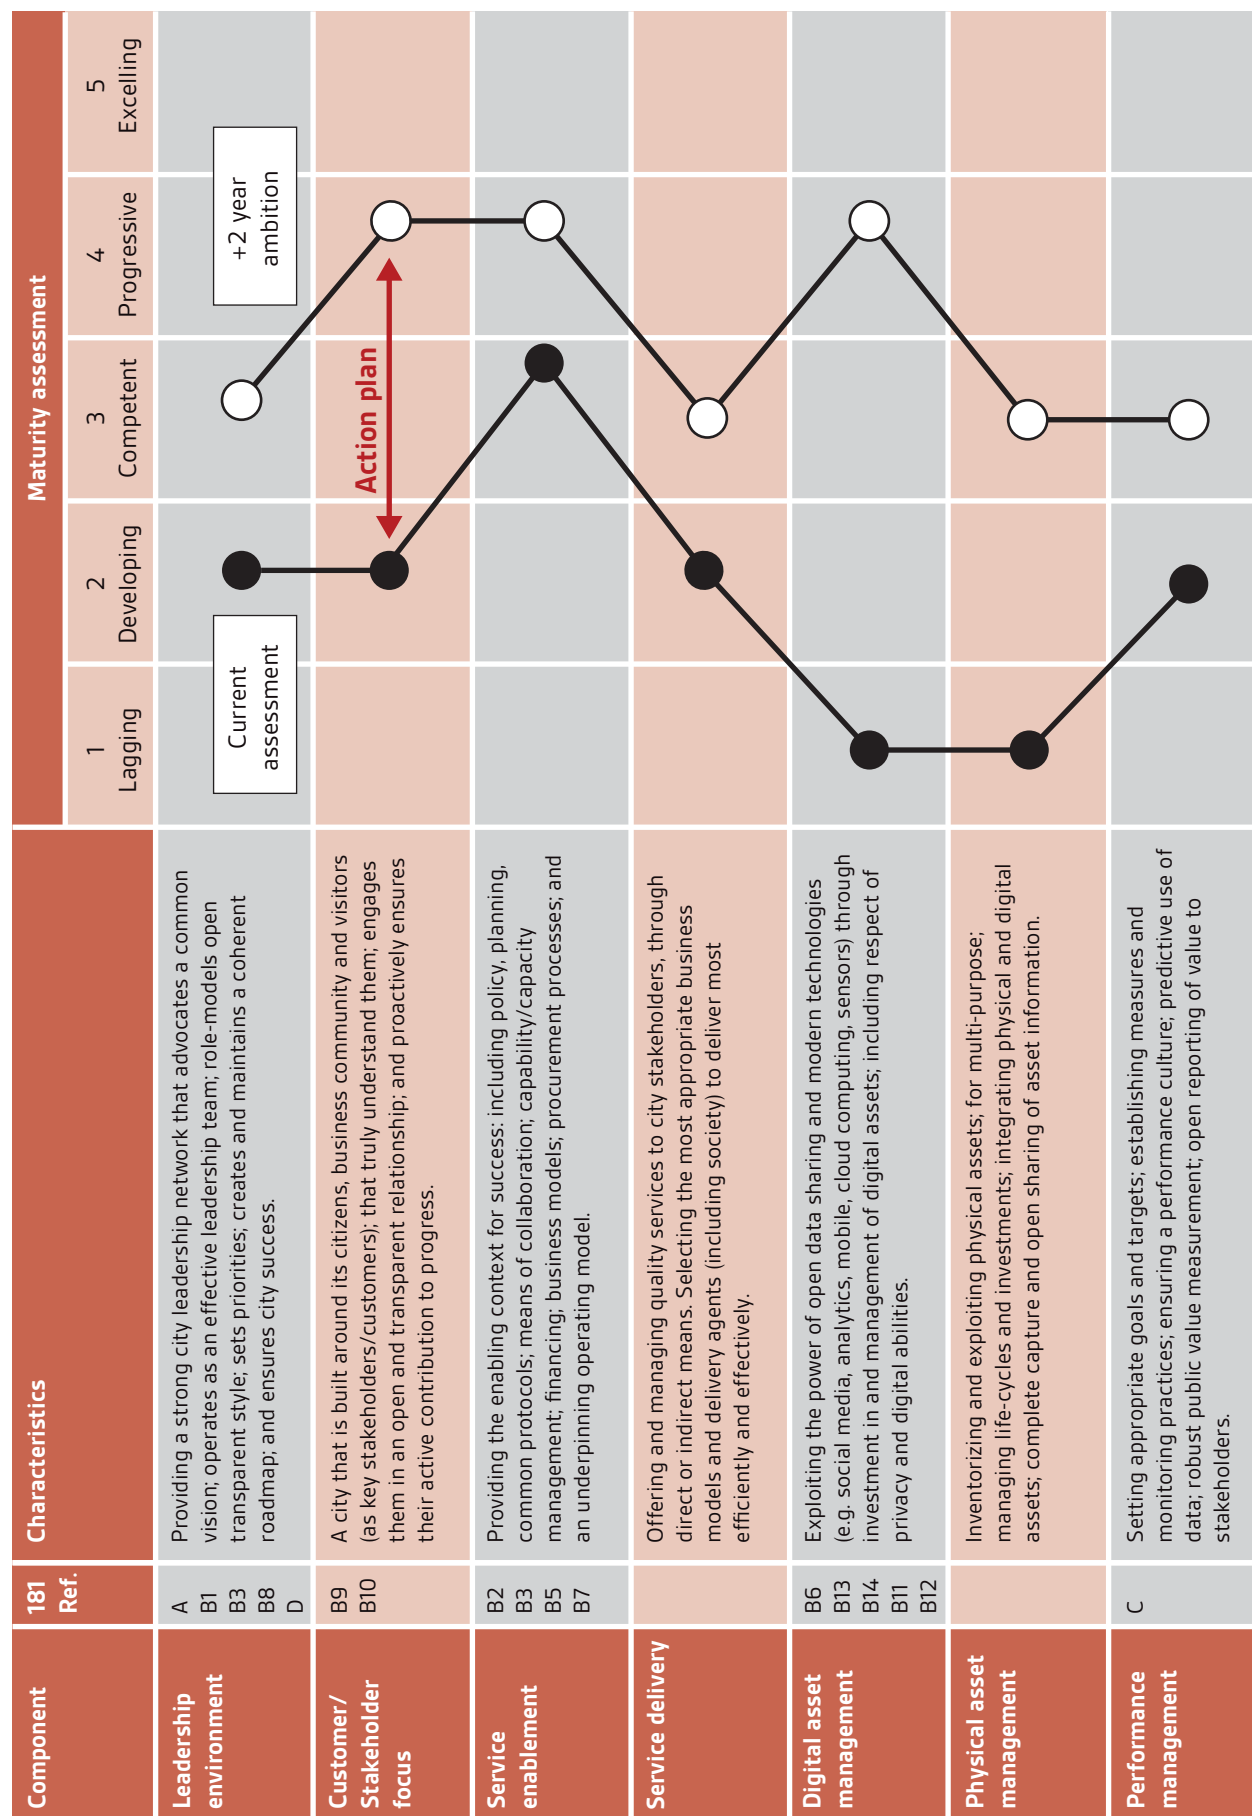 Component
181
Ref.
Characteristics
Maturity assessment
1
Lagging
2
Developing
3
Competent
4
Progressive
5
Excelling
Leadership
environment
A
B1
B3
B8
D
Providing a strong city leadership network that advocates a common
vision; operates as an effective leadership team; role-models open
transparent style; sets priorities; creates and maintains a coherent
roadmap; and ensures city success.
Current
assessment
+2 year
ambition
Customer/
Stakeholder
focus
B9
B10
A city that is built around its citizens, business community and visitors
(as key stakeholders/customers); that truly understand them; engages
them in an open and transparent relationship; and proactively ensures
their active contribution to progress.
Action plan
Service
enablement
B2
B3
B5
B7
Providing the enabling context for success: including policy, planning,
common protocols; means of collaboration; capability/capacity
management; financing; business models; procurement processes; and
an underpinning operating model.
Service delivery
Offering and managing quality services to city stakeholders, through
direct or indirect means. Selecting the most appropriate business
models and delivery agents (including society) to deliver most
efficiently and effectively.
Digital asset
management
B6
B13
B14
B11
B12
Exploiting the power of open data sharing and modern technologies
(e.g. social media, analytics, mobile, cloud computing, sensors) through
investment in and management of digital assets; including respect of
privacy and digital abilities.
Physical asset
management
Inventorizing and exploiting physical assets; for multi-purpose;
managing life-cycles and investments; integrating physical and digital
assets; complete capture and open sharing of asset information.
Performance
management
C
Setting appropriate goals and targets; establishing measures and
monitoring practices; ensuring a performance culture; predictive use of
data; robust public value measurement; open reporting of value to
stakeholders.